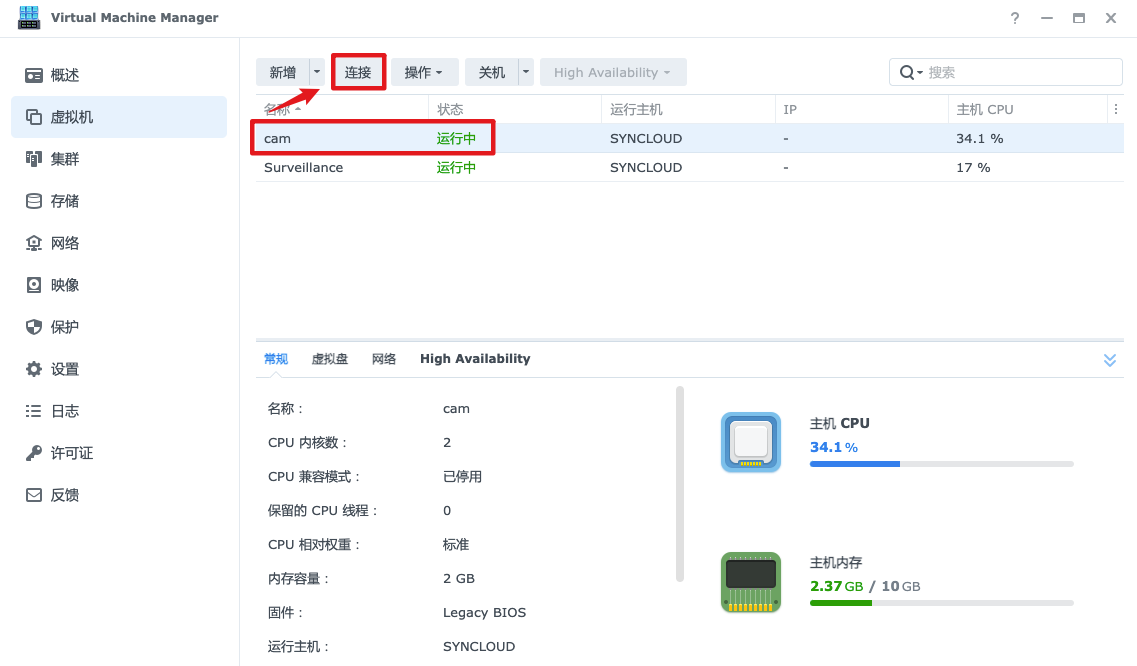 Virtual Machine Manager
?
概述
虚拟机
集群
存储
网络
映像
保护
设置
日志
许可证
反馈
新增 连接 操作 关机 High Availability 搜索
名称 状态 运行主机 IP 主机 CPU
cam 运行中 SYNCLOUD - 34.1 %
Surveillance 运行中 SYNCLOUD - 17 %
常规 虚拟盘 网络 High Availability
名称： cam
CPU 内核数： 2
CPU 兼容模式： 已停用
保留的 CPU 线程： 0
CPU 相对权重： 标准
内存容量： 2 GB
固件： Legacy BIOS
运行主机： SYNCLOUD
主机 CPU
34.1 %
主机内存
2.37 GB / 10 GB